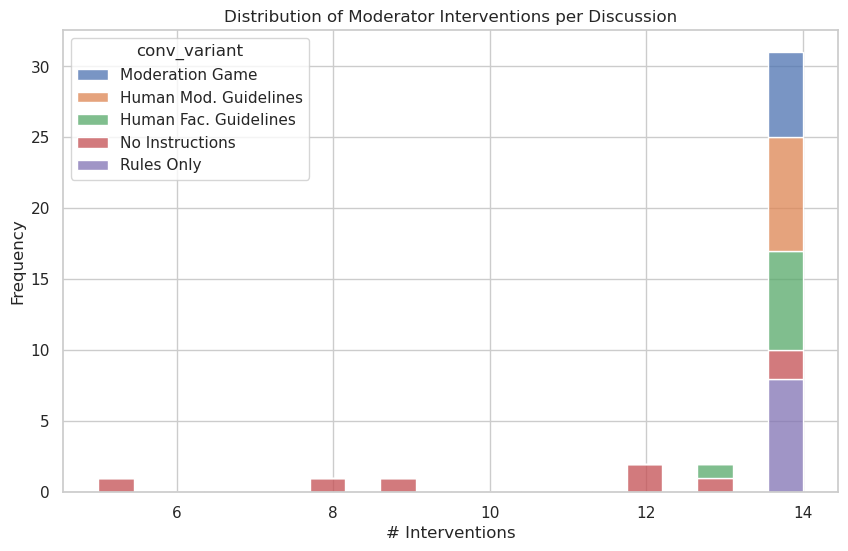 Distribution of Moderator Interventions per Discussion
conv_variant
Moderation Game
Human Mod. Guidelines
Human Fac. Guidelines
No Instructions
Rules Only
Frequency
30
25
20
15
10
5
0
6
8
10
12
14
# Interventions